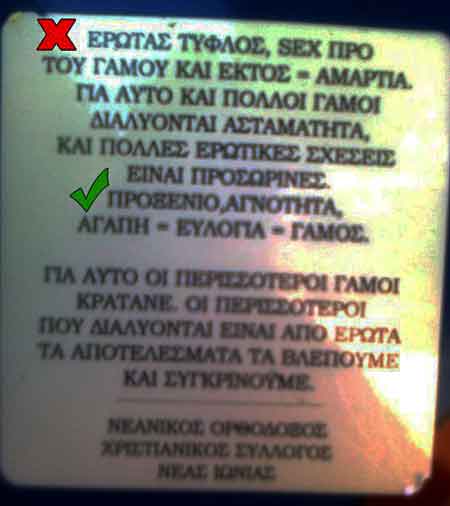 ΕΡΩΤΑΣ ΤΥΦΛΟΣ, SEX ΠΡΟ
ΤΟΥ ΓΑΜΟΥ ΚΑΙ ΕΚΤΟΣ = ΑΜΑΡΤΙΑ.
ΓΙΑ ΑΥΤΟ ΚΑΙ ΠΟΛΛΟΙ ΓΑΜΟΙ
ΔΙΑΛΥΟΝΤΑΙ ΑΣΤΑΜΑΤΗΤΑ,
ΚΑΙ ΠΟΛΛΕΣ ΕΡΩΤΙΚΕΣ ΣΧΕΣΕΙΣ
ΕΙΝΑΙ ΠΡΟΣΩΡΙΝΕΣ.
ΠΡΟΞΕΝΙΟ,ΑΓΝΟΤΗΤΑ,
ΑΓΑΠΗ = ΕΥΛΟΓΙΑ = ΓΑΜΟΣ.
ΓΙΑ ΑΥΤΟ ΟΙ ΠΕΡΙΣΣΟΤΕΡΟΙ ΓΑΜΟΙ
ΚΡΑΤΑΝΕ. ΟΙ ΠΕΡΙΣΣΟΤΕΡΟΙ
ΠΟΥ ΔΙΑΛΥΟΝΤΑΙ ΕΙΝΑΙ ΑΠΟ ΕΡΩΤΑ
ΤΑ ΑΠΟΤΕΛΕΣΜΑΤΑ ΤΑ ΒΛΕΠΟΥΜΕ
ΚΑΙ ΣΥΓΚΡΙΝΟΥΜΕ.
ΝΕΑΝΙΚΟΣ ΟΡΘΟΔΟΞΟΣ
ΧΡΙΣΤΙΑΝΙΚΟΣ ΣΥΛΛΟΓΟΣ
ΝΕΑΣ ΙΩΝΙΑΣ